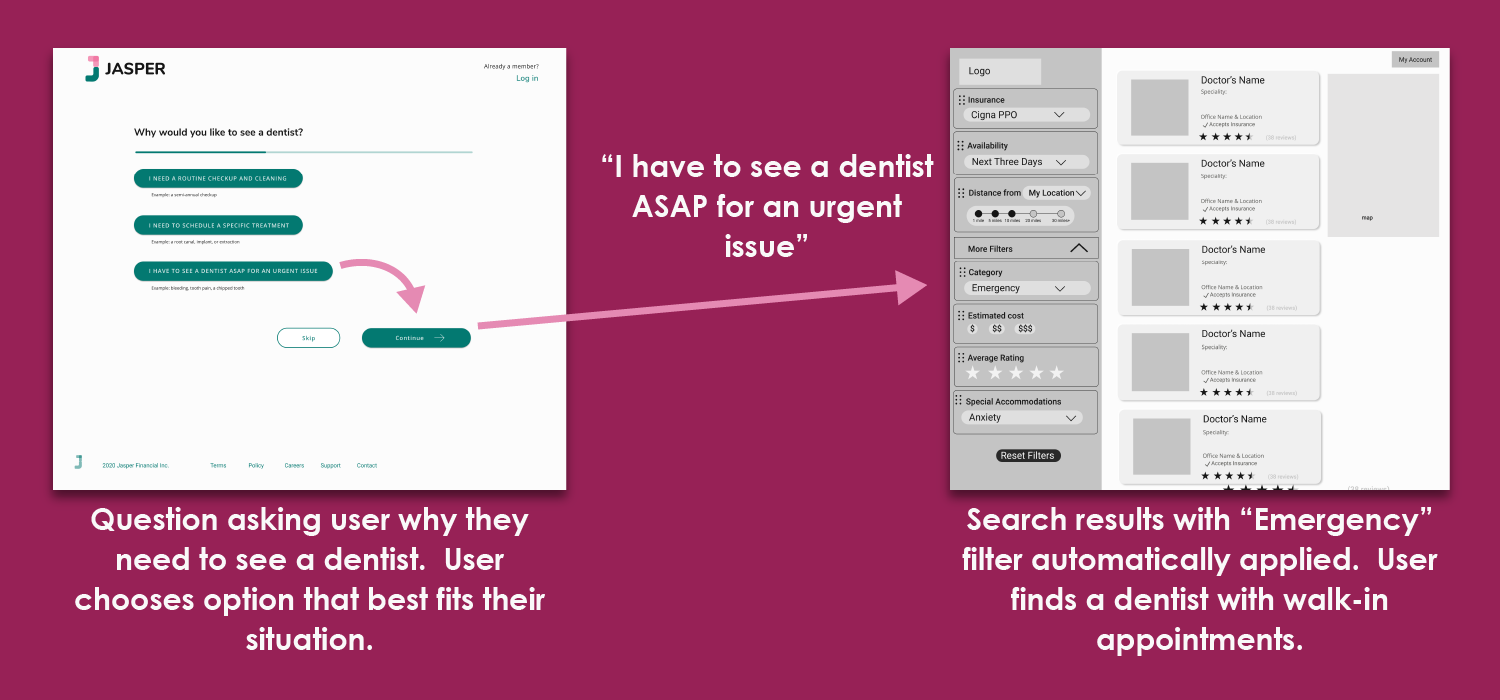 JASPER
Already a member?
Log in
Why would you like to see a dentist?
I NEED A ROUTINE CHECKUP AND CLEANING
Example: a semi-annual checkup
I NEED TO SCHEDULE A SPECIFIC TREATMENT
Example: a root canal, implant, or extraction
I HAVE TO SEE A DENTIST ASAP FOR AN URGENT ISSUE
Example: bleeding, tooth pain, a chipped tooth
Skip
Continue
2020 Jasper Financial Inc.
Terms
Policy
Careers
Support
Contact
Question asking user why they
need to see a dentist. User
chooses option that best fits their
situation.
“I have to see a dentist
ASAP for an urgent
issue”
Logo
Insurance
Cigna PPO
Availability
Next Three Days
Distance from My Location
1 mile 5 miles 10 miles 20 miles 30 miles+
More Filters
Category
Emergency
Estimated cost
$ $$ $$$
Average Rating
Special Accommodations
Anxiety
Reset Filters
My Account
map
Doctor’s Name
Speciality:
Office Name & Location
Accepts Insurance
(38 reviews)
Doctor’s Name
Speciality:
Office Name & Location
Accepts Insurance
(38 reviews)
Doctor’s Name
Speciality:
Office Name & Location
Accepts Insurance
(38 reviews)
Doctor’s Name
Speciality:
Office Name & Location
Accepts Insurance
(38 reviews)
Doctor’s Name
Speciality:
Office Name & Location
Accepts Insurance
(38 reviews)
(38 reviews)
Search results with “Emergency”
filter automatically applied. User
finds a dentist with walk-in
appointments.